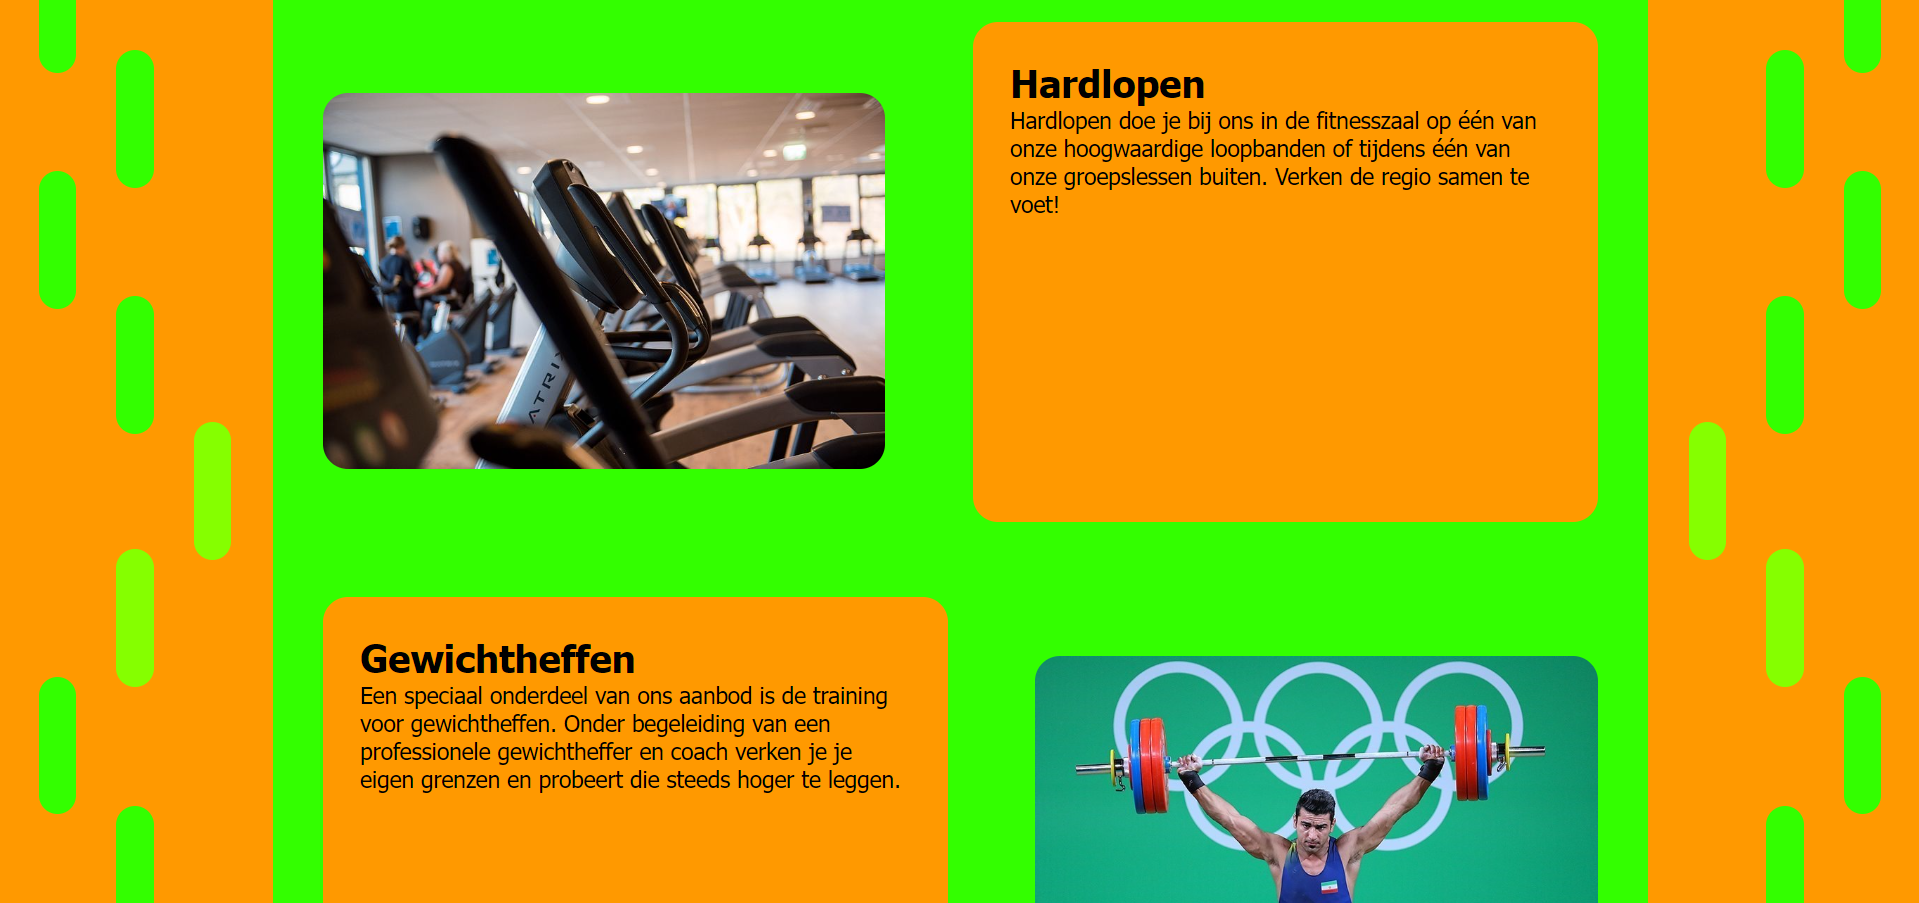 Hardlopen
Hardlopen doe je bij ons in de fitnesszaal op één van
onze hoogwaardige loopbanden of tijdens één van
onze groepslessen buiten. Verken de regio samen te
voet!
ATRIX
Gewichtheffen
Een speciaal onderdeel van ons aanbod is de training
voor gewichtheffen. Onder begeleiding van een
professionele gewichtheffer en coach verken je je
eigen grenzen en probeert die steeds hoger te leggen.